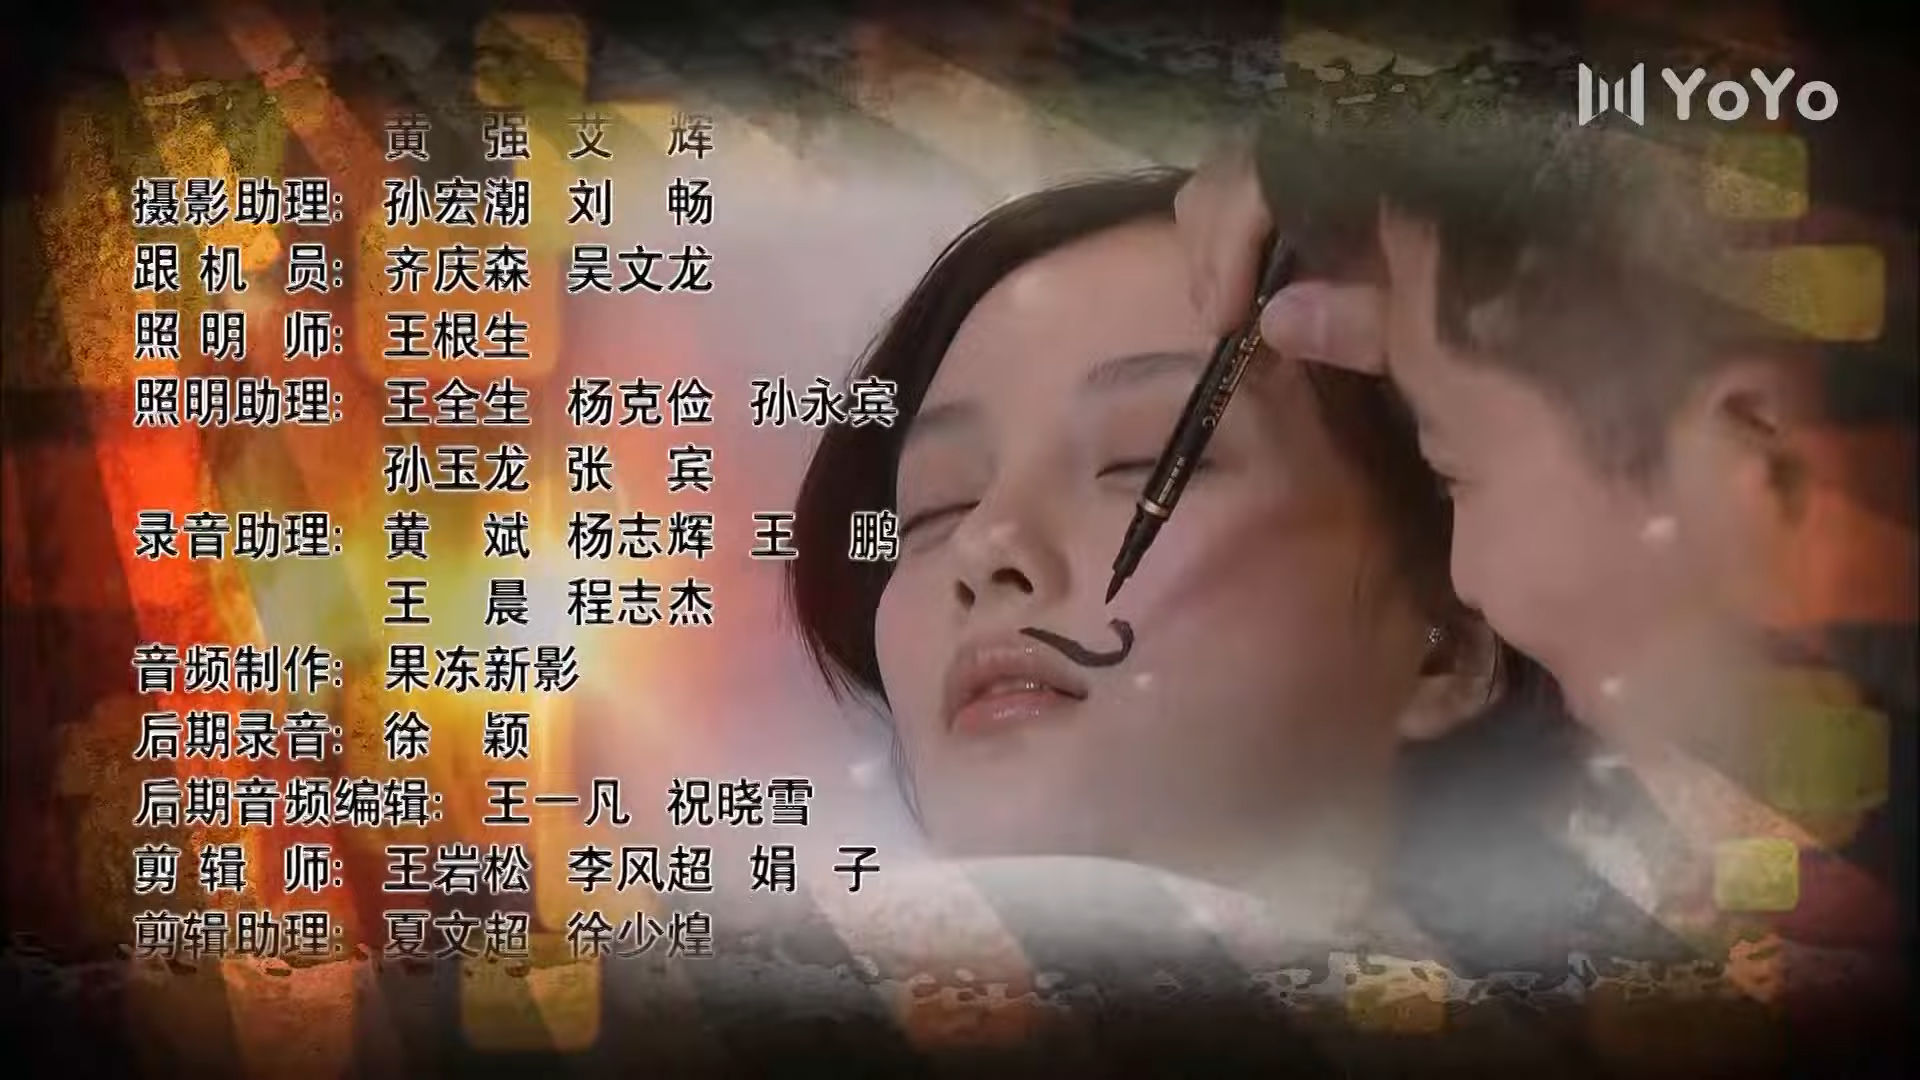 YoYo
黄 强 艾 辉
摄影助理: 孙宏潮 刘 畅
跟机员: 齐庆森 吴文龙
照明师: 王根生
照明助理: 王全生 杨克俭 孙永宾
孙玉龙 张 宾
录音助理: 黄 斌 杨志辉 王 鹏
王 晨 程志杰
音频制作: 果冻新影
后期录音: 徐 颖
后期音频编辑: 王一凡 祝晓雪
剪辑师: 王岩松 李风超 娟 子
剪辑助理: 夏文超 徐少煌